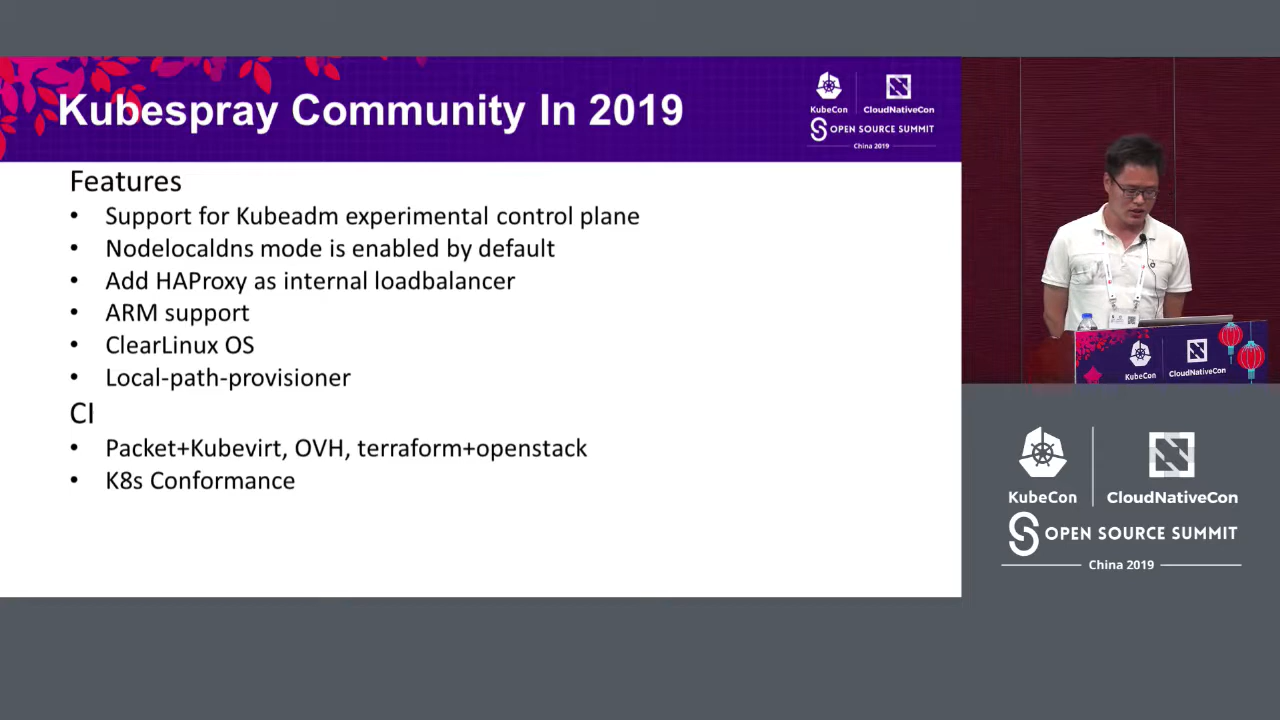 Kubespray Community In 2019
KubeCon
CloudNativeCon
OPEN SOURCE SUMMIT
China 2019
Features
• Support for Kubeadm experimental control plane
• Nodelocaldns mode is enabled by default
• Add HAProxy as internal loadbalancer
• ARM support
• ClearLinux OS
• Local-path-provisioner
CI
• Packet+Kubevirt, OVH, terraform+openstack
• K8s Conformance
KubeCon
CloudNativeCon
KubeCon
CloudNativeCon
OPEN SOURCE SUMMIT
China 2019